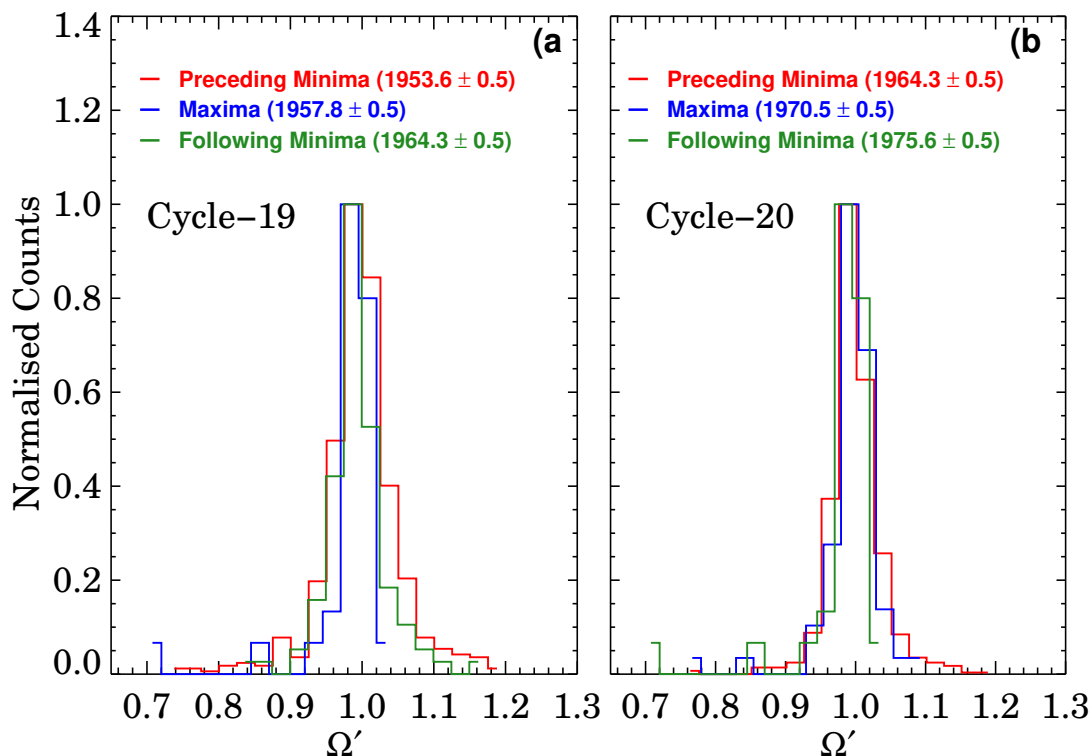 (a
Preceding Minima (1953.6 ± 0.5)
Maxima (1957.8 ± 0.5)
Following Minima (1964.3 ± 0.5)
Cycle−19
(b
Preceding Minima (1964.3 ± 0.5)
Maxima (1970.5 ± 0.5)
Following Minima (1975.6 ± 0.5)
Cycle−20
Normalised Counts
1.4
1.2
1.0
0.8
0.6
0.4
0.2
0.0
0.7 0.8 0.9 1.0 1.1 1.2 1.3
0.7 0.8 0.9 1.0 1.1 1.2 1.3
Ω′
Ω′